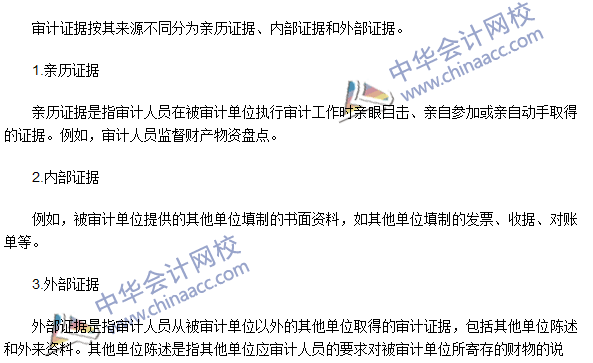 审计证据按其来源不同分为亲历证据、内部证据和外部证据。
1.亲历证据
亲历证据是指审计人员在被审计单位执行审计工作时亲眼目击、亲自参加或亲自动手取得
的证据。例如，审计人员监督财产物资盘点。
2.内部证据
例如，被审计单位提供的其他单位填制的书面资料，如其他单位填制的发票、收据、对账
单等。
3.外部证据
外部证据是指审计人员从被审计单位以外的其他单位取得的审计证据，包括其他单位陈述
和外来资料。其他单位陈述是指其他单位应审计人员的要求对被审计单位所寄存的财物的说
中华会计网校
www.chinaacc.com
中华会计网校
www.chinaacc.com